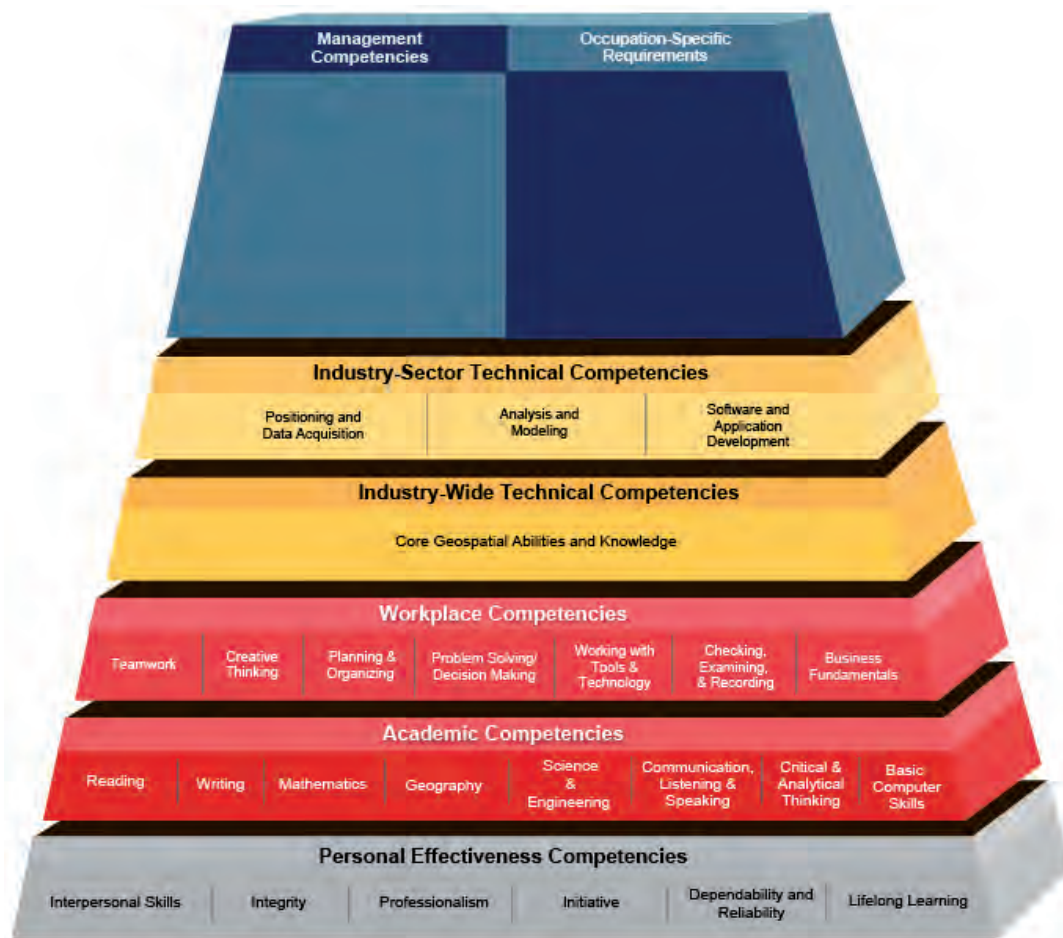 Management
Competencies
Occupation-Specific
Requirements
Industry-Sector Technical Competencies
Positioning and
Data Acquisition
Analysis and
Modeling
Software and
Application
Development
Industry-Wide Technical Competencies
Core Geospatial Abilities and Knowledge
Workplace Competencies
Teamwork
Creative
Thinking
Planning &
Organizing
Problem Solving/
Decision Making
Working with
Tools &
Technology
Checking,
Examining,
& Recording
Business
Fundamentals
Academic Competencies
Reading
Writing
Mathematics
Geography
Science
&
Engineering
Communication,
Listening &
Speaking
Critical &
Analytical
Thinking
Basic
Computer
Skills
Personal Effectiveness Competencies
Interpersonal Skills
Integrity
Professionalism
Initiative
Dependability and
Reliability
Lifelong Learning